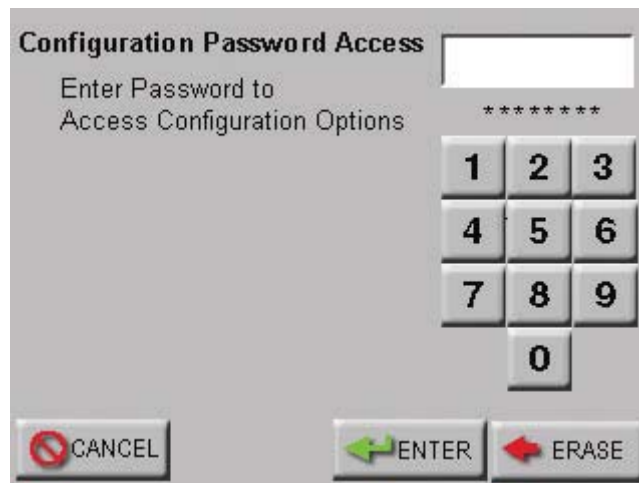 Configuration Password Access
Enter Password to
Access Configuration Options
********
1 2 3
4 5 6
7 8 9
0
CANCEL ENTER ERASE